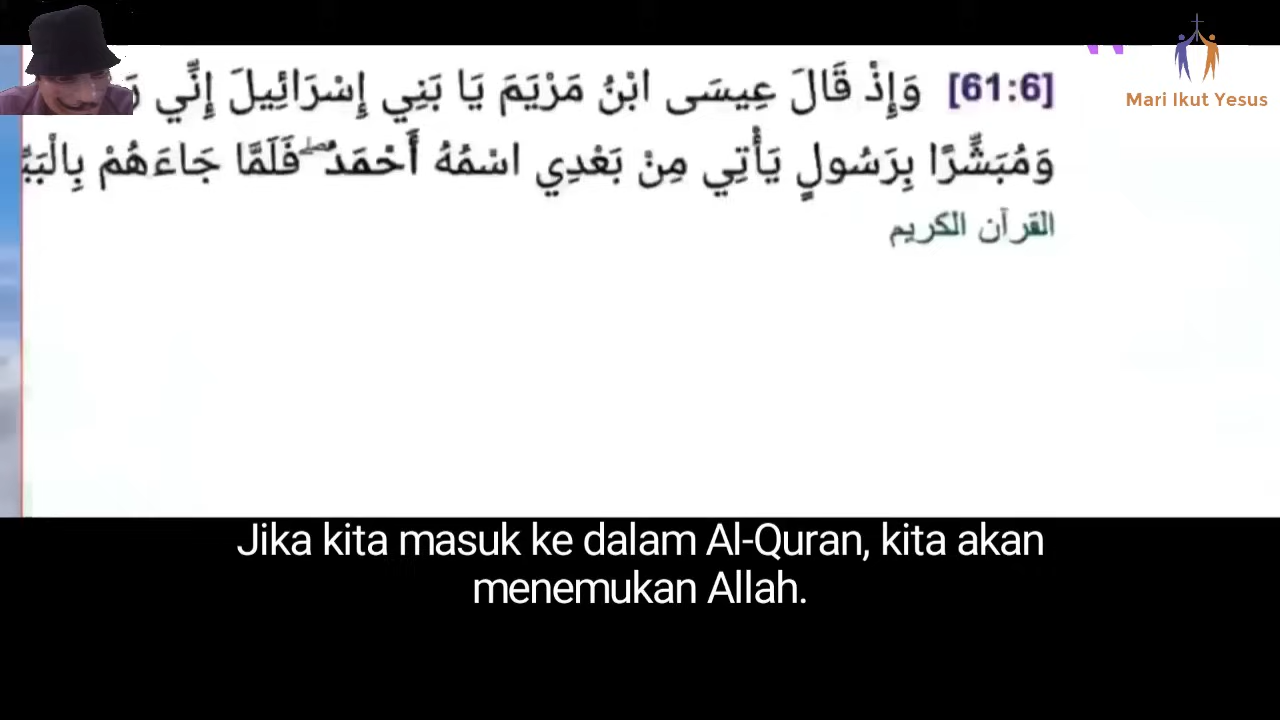 [61:6] وَإِذْ قَالَ عِيسَى ابْنُ مَرْيَمَ يَا بَنِي إِسْرَائِيلَ إِنِّي
وَمُبَشِّرًا بِرَسُولٍ يَأْتِي مِنْ بَعْدِي اسْمُهُ أَحْمَدُ ۖ فَلَمَّا جَاءَهُمْ
القرآن الكريم
Mari Ikut Yesus
Jika kita masuk ke dalam Al-Quran, kita akan
menemukan Allah.